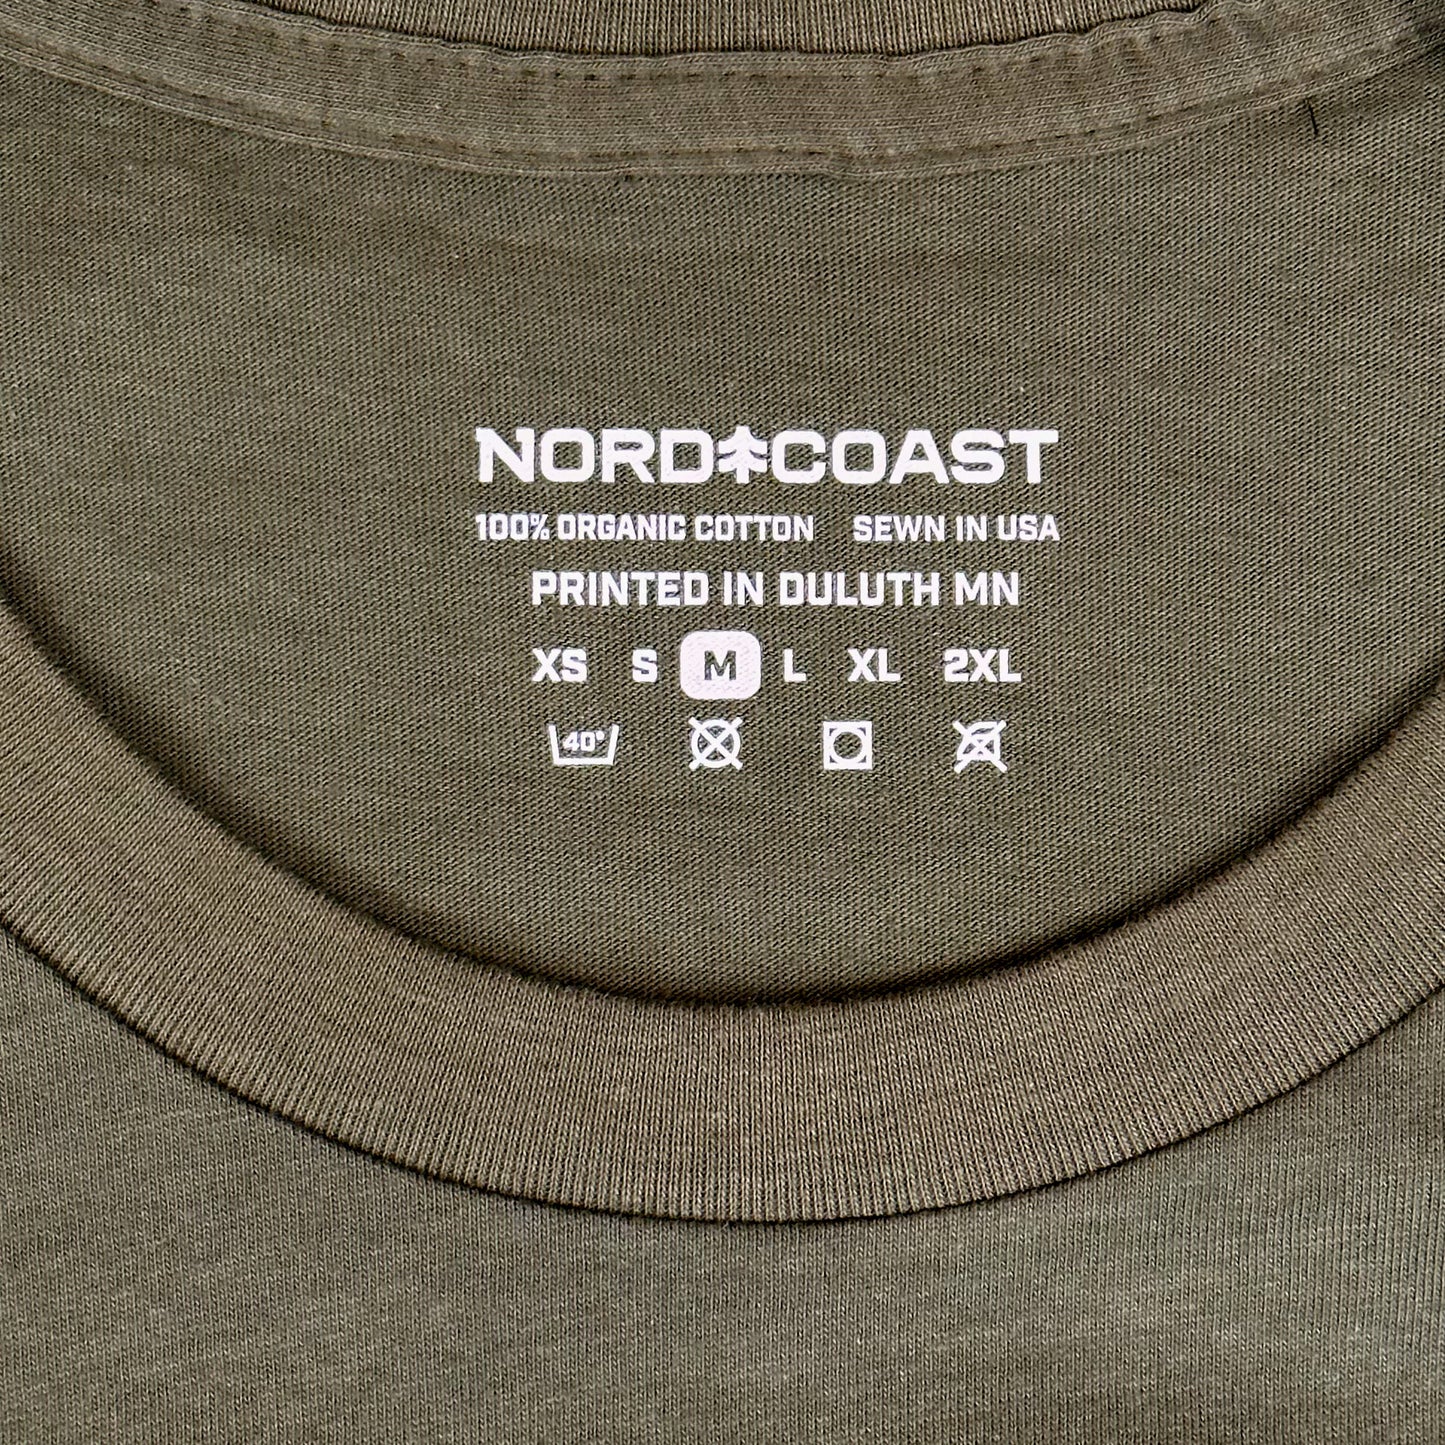 NORD COAST
100% ORGANIC COTTON SEWN IN USA
PRINTED IN DULUTH MN
XS S M L XL 2XL
40°